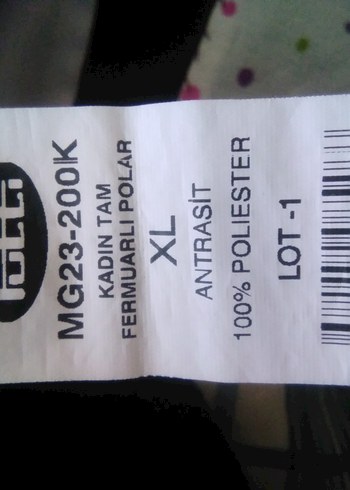 MG23-200K
KADIN TAM
FERMUARLI POLAR
XL
ANTRASİT
100% POLIESTER
LOT -1